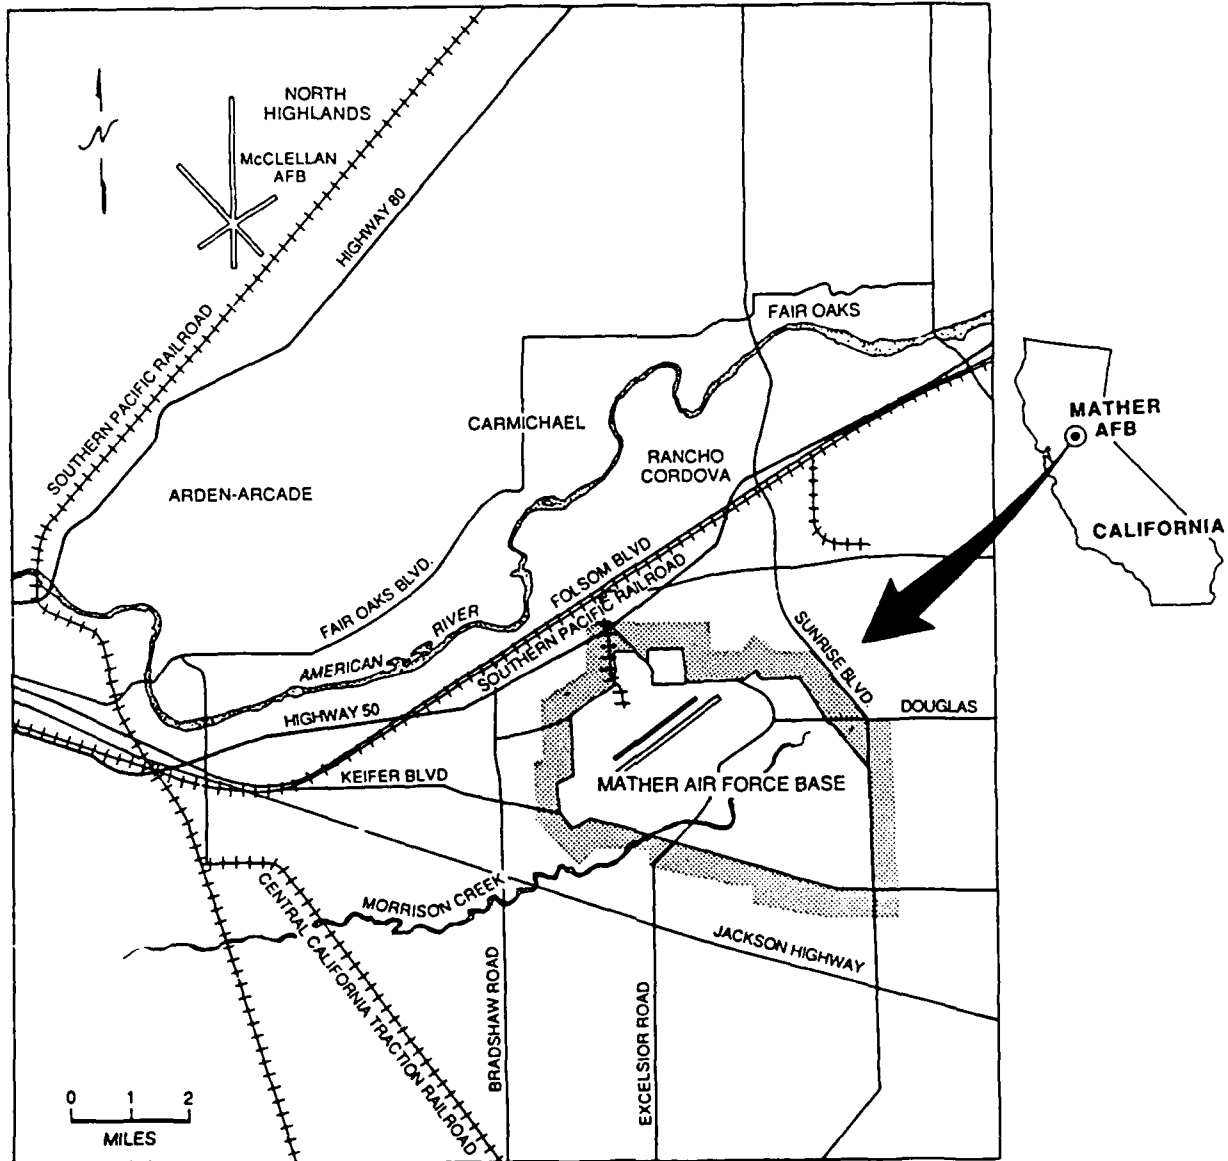 NORTH
HIGHLANDS
N
McCLELLAN
AFB
HIGHWAY 80
SOUTHERN PACIFIC RAILROAD
FAIR OAKS
MATHER
AFB
CALIFORNIA
CARMICHAEL
RANCHO
CORDOVA
ARDEN-ARCADE
FAIR OAKS BLVD.
FOLSOM BLVD
SOUTHERN PACIFIC RAILROAD
AMERICAN RIVER
SUNRISE BLVD.
DOUGLAS
HIGHWAY 50
KEIFER BLVD
MATHER AIR FORCE BASE
MORRISON CREEK
CENTRAL CALIFORNIA TRACTION RAILROAD
JACKSON HIGHWAY
BRADSHAW ROAD
EXCELSIOR ROAD
0 1 2
MILES